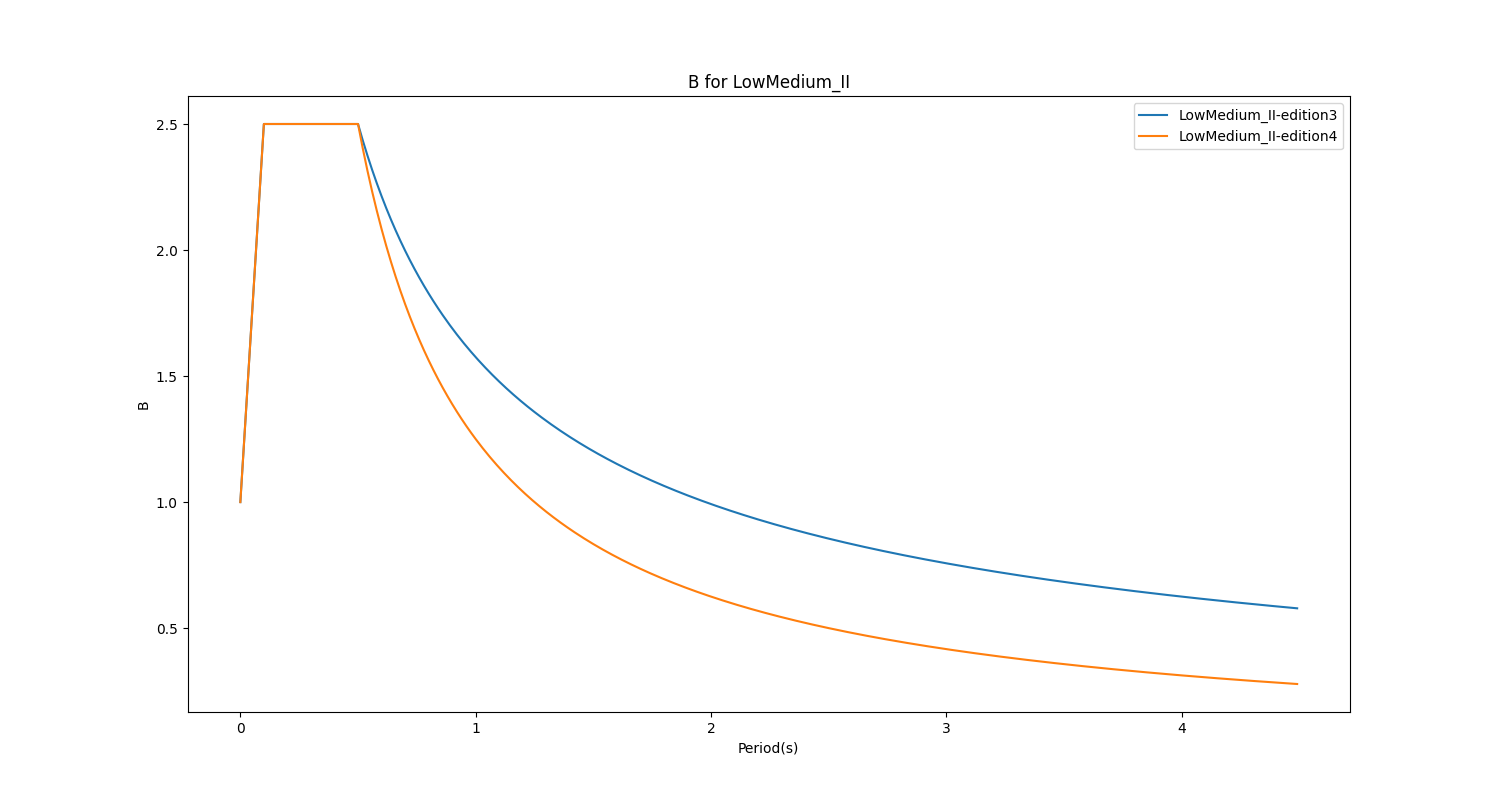 B for LowMedium_II
LowMedium_II-edition3
LowMedium_II-edition4
2.5
2.0
1.5
1.0
0.5
B
0 1 2 3 4
Period(s)